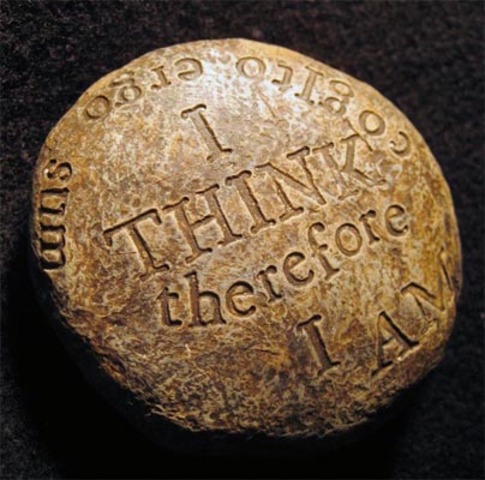 cogito ergo sum
I
THINK
therefore
I AM